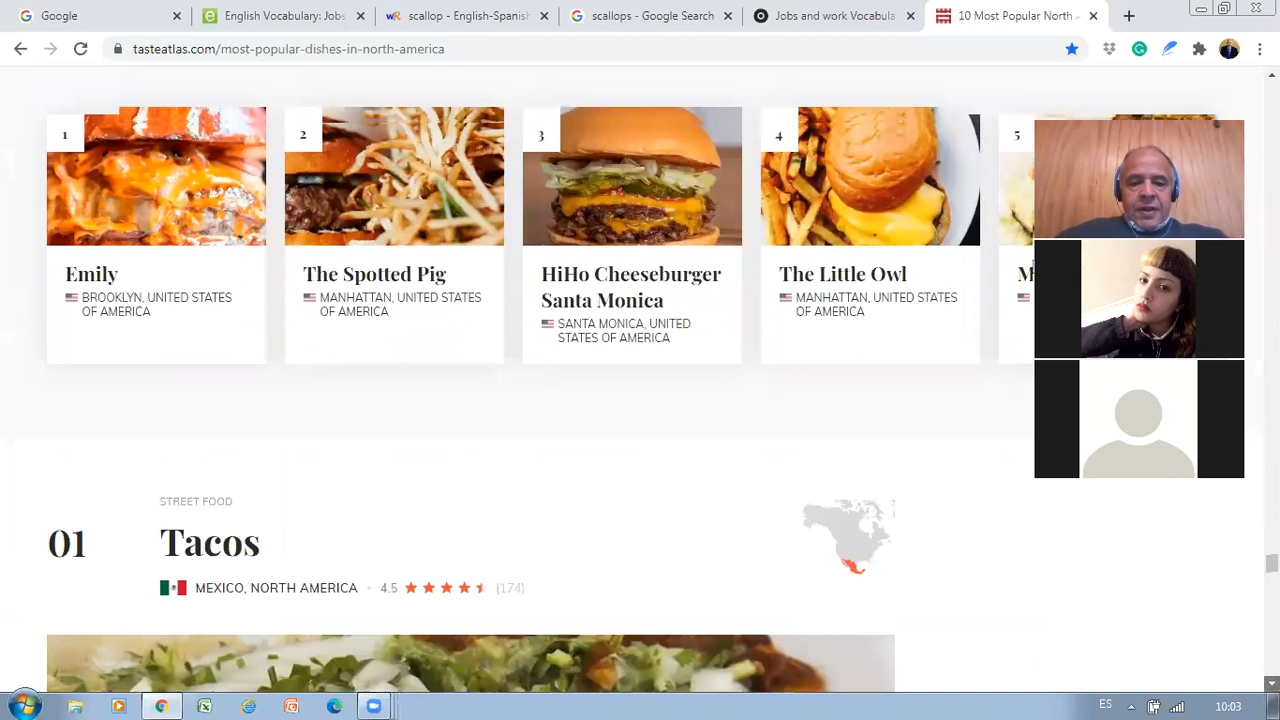 Google
English Vocabulary: Jobs
wR scallop - English-Spanish
scallops - Google Search
Jobs and work Vocabula
10 Most Popular North A
tasteatlas.com/most-popular-dishes-in-north-america
1
2
3
4
5
Emily
BROOKLYN, UNITED STATES
OF AMERICA
The Spotted Pig
MANHATTAN, UNITED STATES
OF AMERICA
HiHo Cheeseburger
Santa Monica
SANTA MONICA, UNITED
STATES OF AMERICA
The Little Owl
MANHATTAN, UNITED STATES
OF AMERICA
STREET FOOD
01
Tacos
MEXICO, NORTH AMERICA • 4.5 (174)
ES
10:03